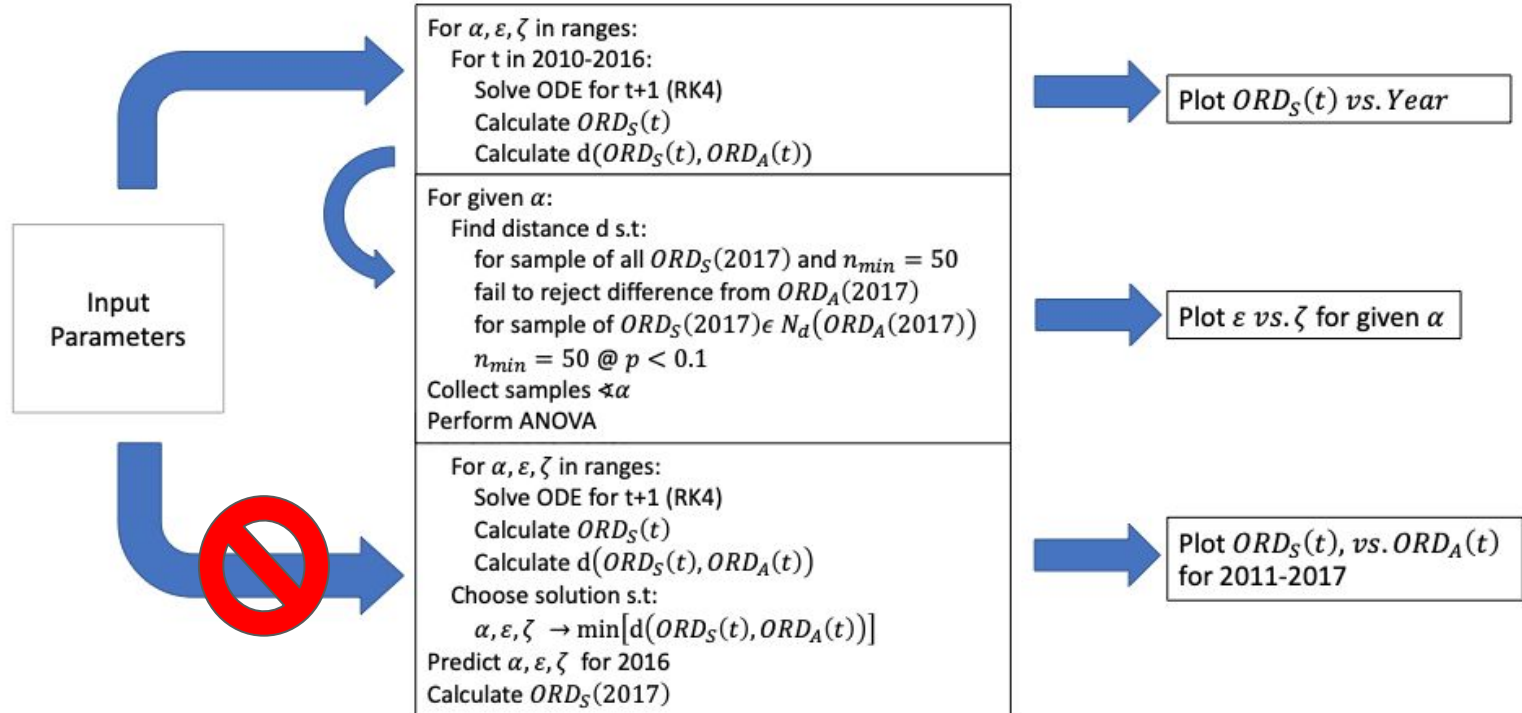 Input
Parameters
For α, ε, ζ in ranges:
For t in 2010-2016:
Solve ODE for t+1 (RK4)
Calculate ORD_S(t)
Calculate d(ORD_S(t), ORD_A(t))
For given α:
Find distance d s.t:
for sample of all ORD_S(2017) and n_min = 50
fail to reject difference from ORD_A(2017)
for sample of ORD_S(2017)ϵ N_d(ORD_A(2017))
n_min = 50 @ p < 0.1
Collect samples ∢α
Perform ANOVA
For α, ε, ζ in ranges:
Solve ODE for t+1 (RK4)
Calculate ORD_S(t)
Calculate d(ORD_S(t), ORD_A(t))
Choose solution s.t:
α, ε, ζ → min[d(ORD_S(t), ORD_A(t))]
Predict α, ε, ζ for 2016
Calculate ORD_S(2017)
Plot ORD_S(t) vs. Year
Plot ε vs. ζ for given α
Plot ORD_S(t), vs. ORD_A(t)
for 2011-2017